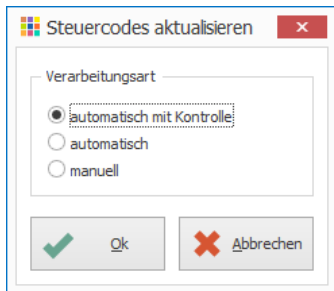 Steuercodes aktualisieren
Verarbeitungsart
automatisch mit Kontrolle
automatisch
manuell
Ok
Abbrechen